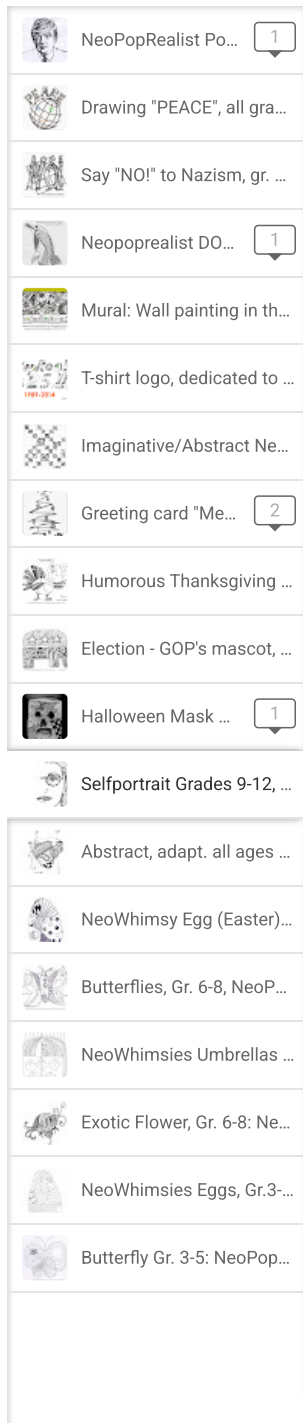 NeoPopRealist Po...
1
Drawing "PEACE", all gra...
Say "NO!" to Nazism, gr. ...
Neopoprealist DO...
1
Mural: Wall painting in th...
T-shirt logo, dedicated to ...
1989-2014
Imaginative/Abstract Ne...
Greeting card "Me...
2
Humorous Thanksgiving ...
Election - GOP's mascot, ...
Halloween Mask ...
1
Selfportrait Grades 9-12, ...
Abstract, adapt. all ages ...
NeoWhimsy Egg (Easter)...
Butterflies, Gr. 6-8, NeoP...
NeoWhimsies Umbrellas ...
Exotic Flower, Gr. 6-8: Ne...
NeoWhimsies Eggs, Gr.3-...
Butterfly Gr. 3-5: NeoPop...